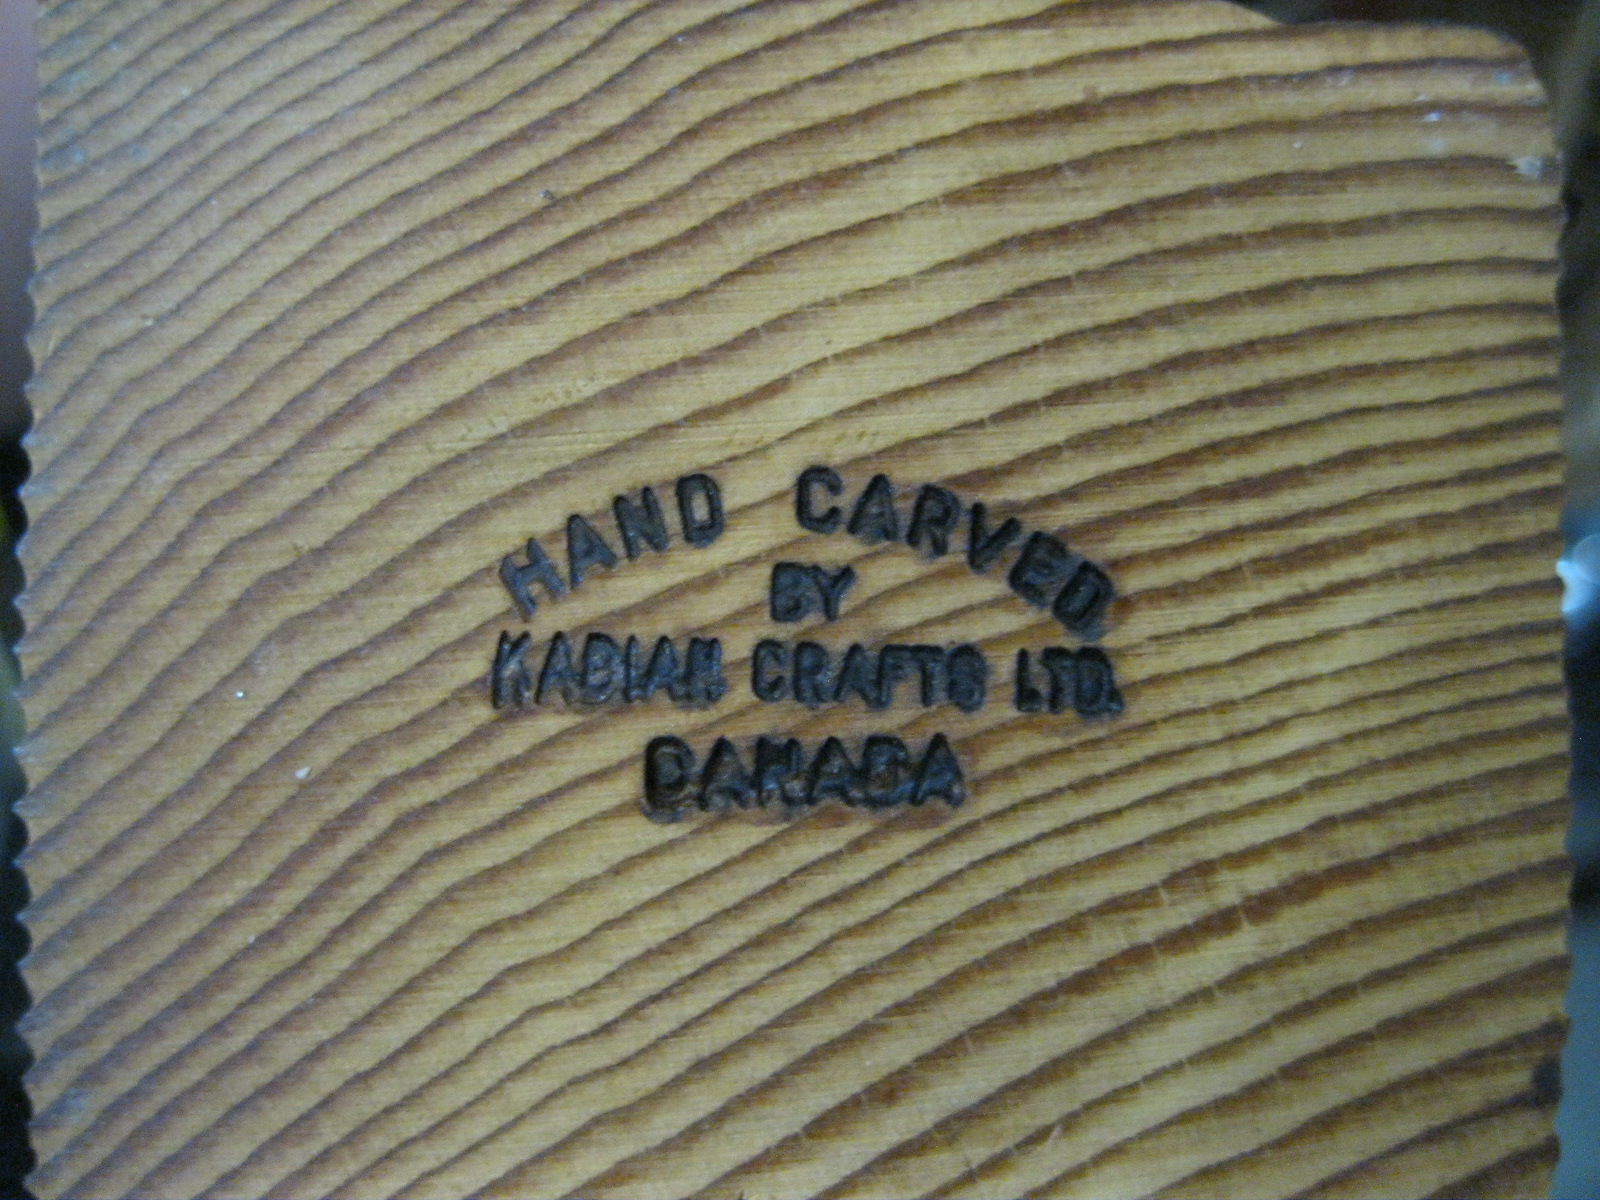 HAND CARVED
BY
KADIAK CRAFTS LTD.
CANADA